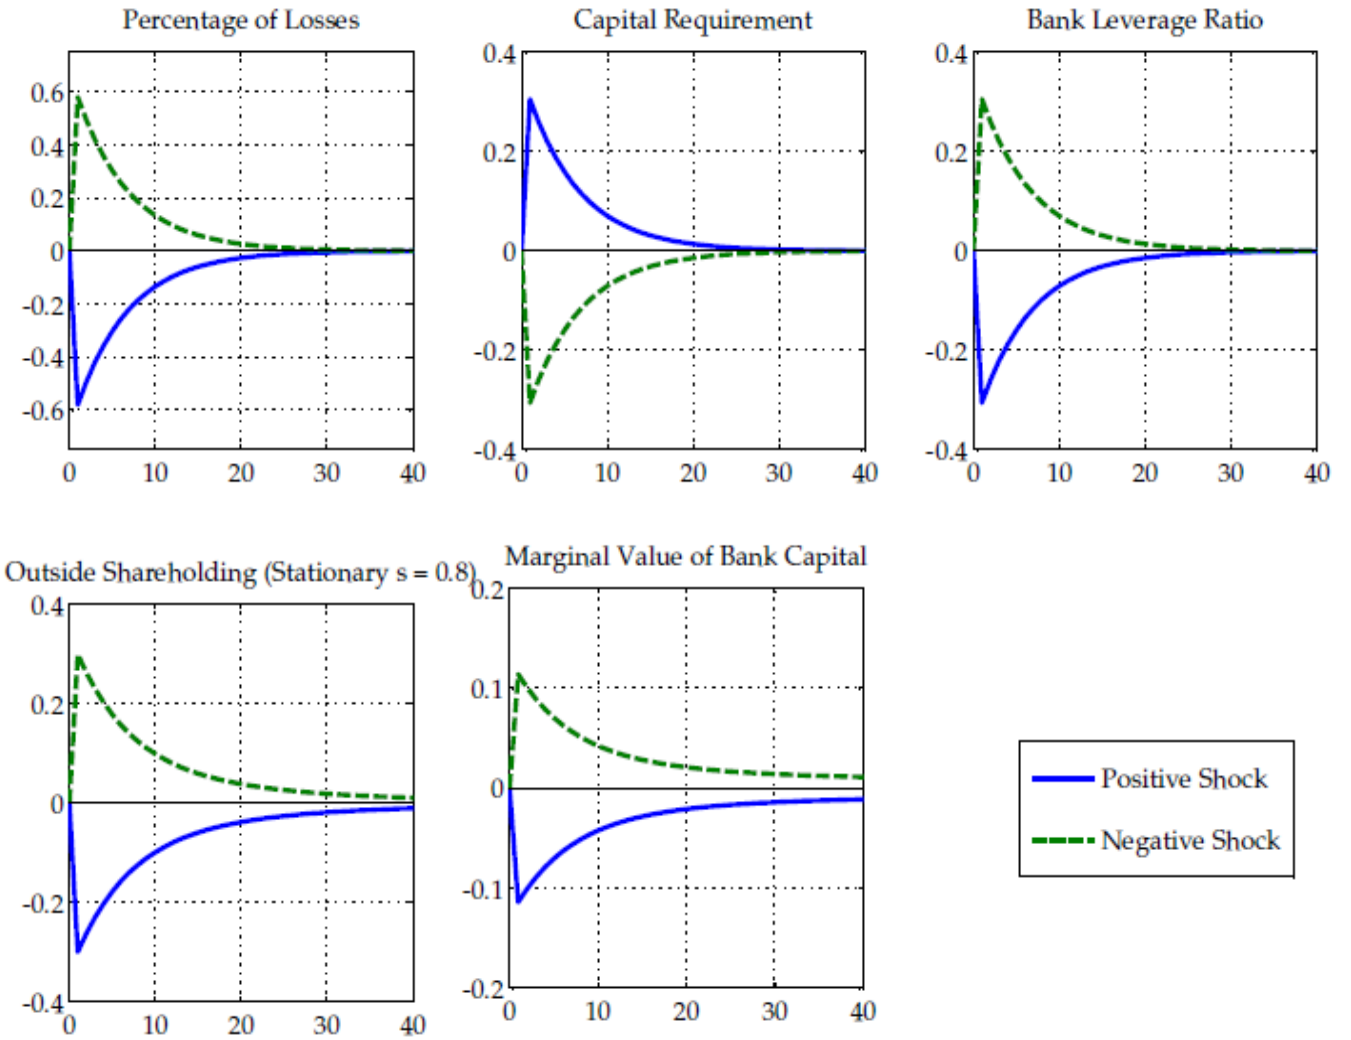 Percentage of Losses
0.6
0.4
0.2
0
-0.2
-0.4
-0.6
0 10 20 30 40
Capital Requirement
0.4
0.2
0
-0.2
-0.4
0 10 20 30 40
Bank Leverage Ratio
0.4
0.2
0
-0.2
-0.4
0 10 20 30 40
Outside Shareholding (Stationary s = 0.8)
0.4
0.2
0
-0.2
-0.4
0 10 20 30 40
Marginal Value of Bank Capital
0.2
0.1
0
-0.1
-0.2
0 10 20 30 40
Positive Shock
Negative Shock